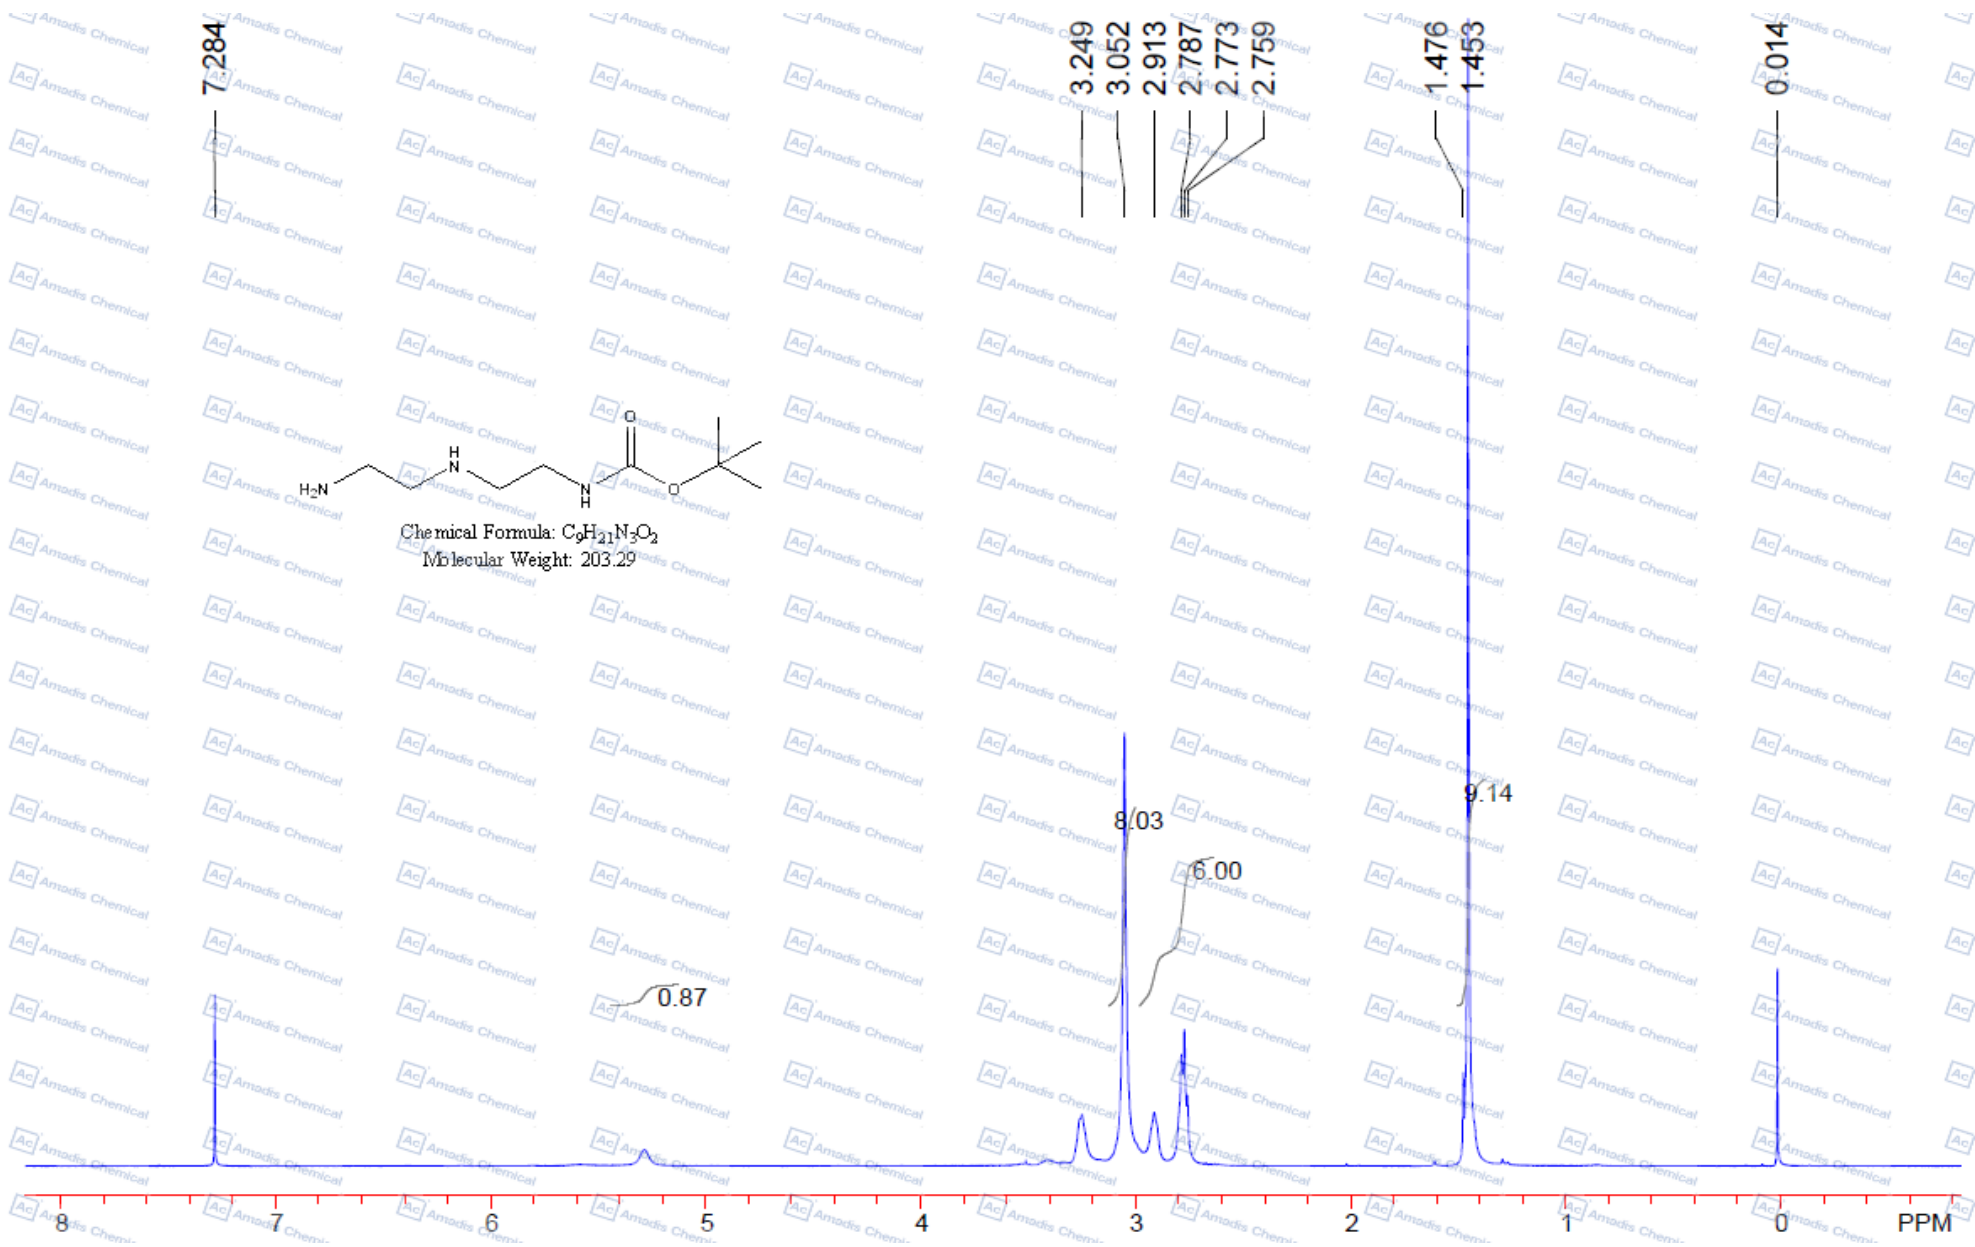 7.284
3.249
3.052
2.913
2.787
2.773
2.759
1.476
1.453
0.014
O
H
N
H₂N
N
H
O
Chemical Formula: C₉H₂₁N₃O₂
Molecular Weight: 203.29
9.14
8.03
6.00
0.87
8 7 6 5 4 3 2 1 0 PPM
Ac Amadis Chemical